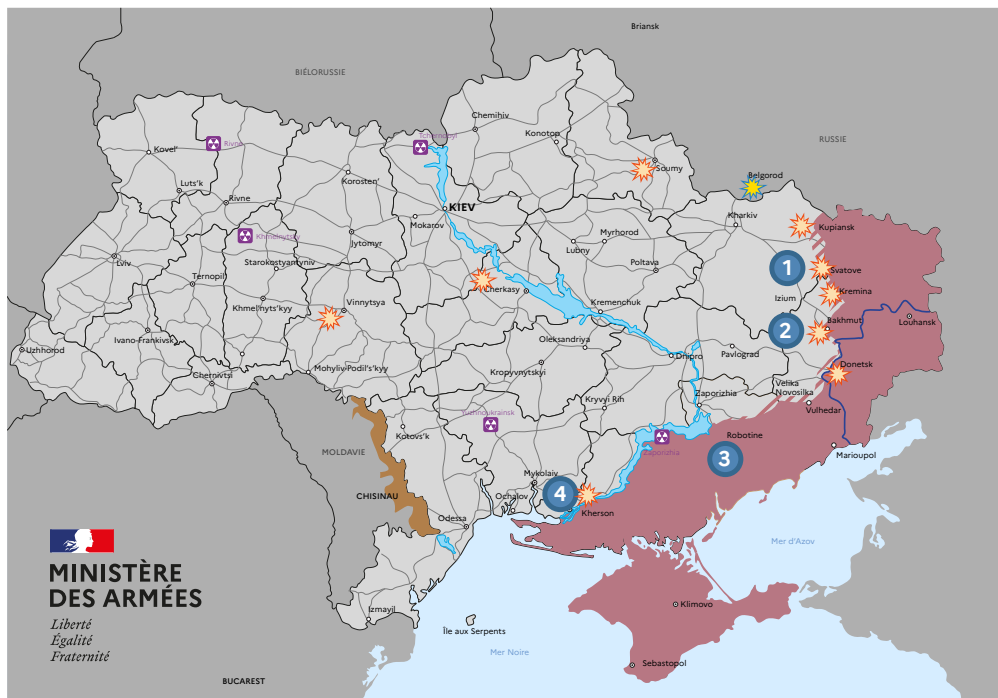 Briansk
BIÉLORUSSIE
Chernihiv
Tchernobyl
Konotop
RUSSIE
Rivne
Kovel'
Soumy
Belgorod
Luts'k
Korosten'
Rivne
KIEV
Kharkiv
Makarov
Kupiansk
Khmelnytsky
Jytomyr
Myrhorod
Lubny
Lviv
Starokostyantyniv
Poltava
1
Svatove
Ternopil'
Cherkasy
Kremina
Izium
Khmel'nyts'kyy
Vinnytsya
Kremenchuk
Bakhmut
Louhansk
2
Ivano-Frankivsk
Oleksandriya
Uzhhorod
Dnipro
Pavlograd
Donetsk
Mohyliv-Podil's'kyy
Kropyvnytskyi
Chernivtsi
Velika
Novosilka
Zaporizhia
Kryvyi Rih
Vulhedar
Yuzhnoukrainsk
Kotovs'k
Robotine
MOLDAVIE
Zaporizhia
3
Marioupol
Mykolaiv
CHISINAU
Ochalov
4
Kherson
Odessa
Mer d'Azov
MINISTÈRE
DES ARMÉES
Liberté
Égalité
Fraternité
Klimovo
Izmayil
Île aux Serpents
Mer Noire
Sebastopol
BUCAREST